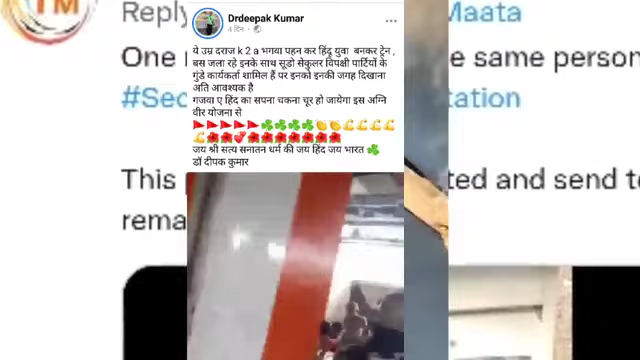 Reply
Maata
Drdeepak Kumar
4 दिन
One
e same person
ये उम्र दराज k 2 a भगवा पहन कर हिंदू युवा बनकर ट्रेन ,
बस जला रहे इनके साथ सूडो सेकुलर विपक्षी पार्टियों के
गुंडे कार्यकर्ता शामिल हैं पर इनको इनकी जगह दिखाना
अति आवश्यक है
गजवा ए हिंद का सपना चकना चूर हो जायेगा इस अग्नि
वीर योजना से
#Sec
tation
🚩🚩🚩🚩🚩☘️☘️☘️☘️👏👏💪💪💪💪
💪🌺🌺💕🌺🌺🌺🌺🌺🌺🌺
जय श्री सत्य सनातन धर्म की जय हिंद जय भारत ☘️
डॉ दीपक कुमार
This
ted and send to
rema